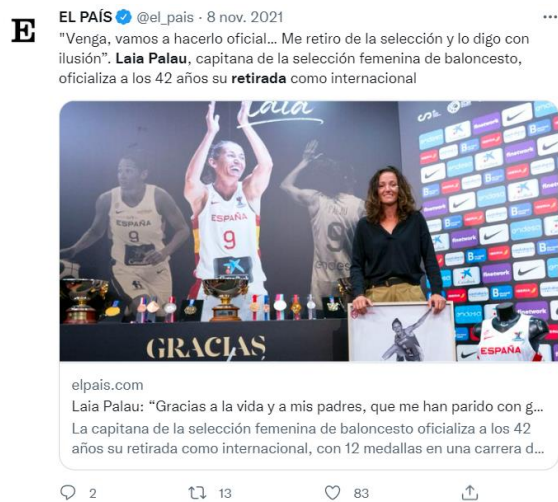 EL PAÍS @el_pais · 8 nov. 2021
"Venga, vamos a hacerlo oficial... Me retiro de la selección y lo digo con
ilusión”. Laia Palau, capitana de la selección femenina de baloncesto,
oficializa a los 42 años su retirada como internacional
Laia
ESPAÑA
9
ESPAÑA
9
GRACIAS
finetwork
endesa
ESPAÑA
elpais.com
Laia Palau: “Gracias a la vida y a mis padres, que me han parido con g...
La capitana de la selección femenina de baloncesto oficializa a los 42
años su retirada como internacional, con 12 medallas en una carrera d...
2 13 83